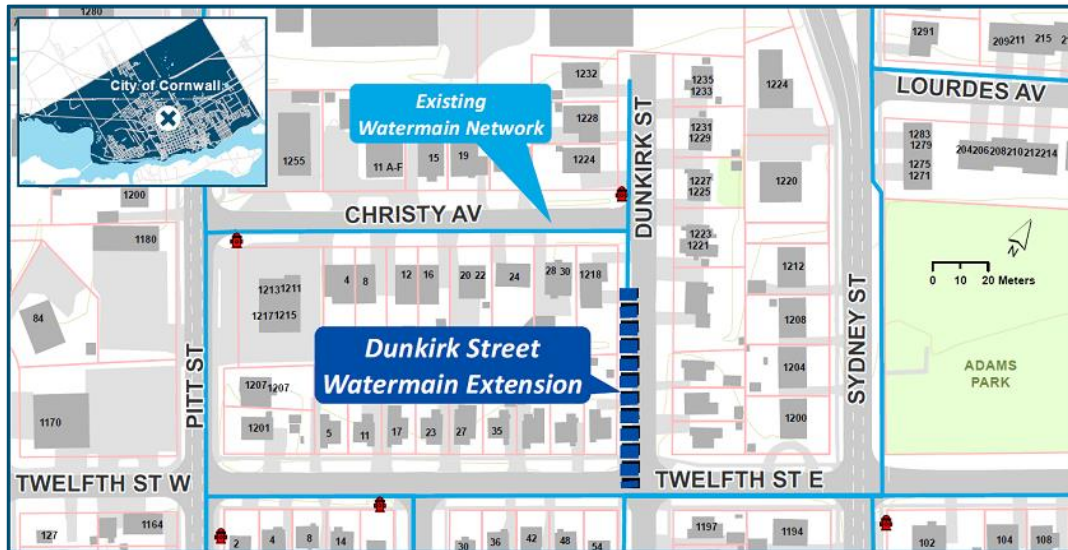 1280
City of Cornwall
Existing
Watermain Network
Dunkirk Street
Watermain Extension
CHRISTY AV
DUNKIRK ST
SYDNEY ST
LOURDES AV
PITT ST
TWELFTH ST W
TWELFTH ST E
ADAMS
PARK
N
0 10 20 Meters
1291
209 211 215
1232
1228
1224
1235
1233
1231
1229
1227
1225
1223
1221
1224
1220
1212
1208
1204
1200
1283
1279
1275
1271
204 206 208 210 212 214
1255
11 A-F
15
19
1200
1180
84
1170
1213 1211
1217 1215
4 8 12 16 20 22 24 28 30 1218
1207 1207
1201
5 11 17 23 27 35
127
1164
2 4 8 14
30 36 42 48 54
1197
1194
102 104 108